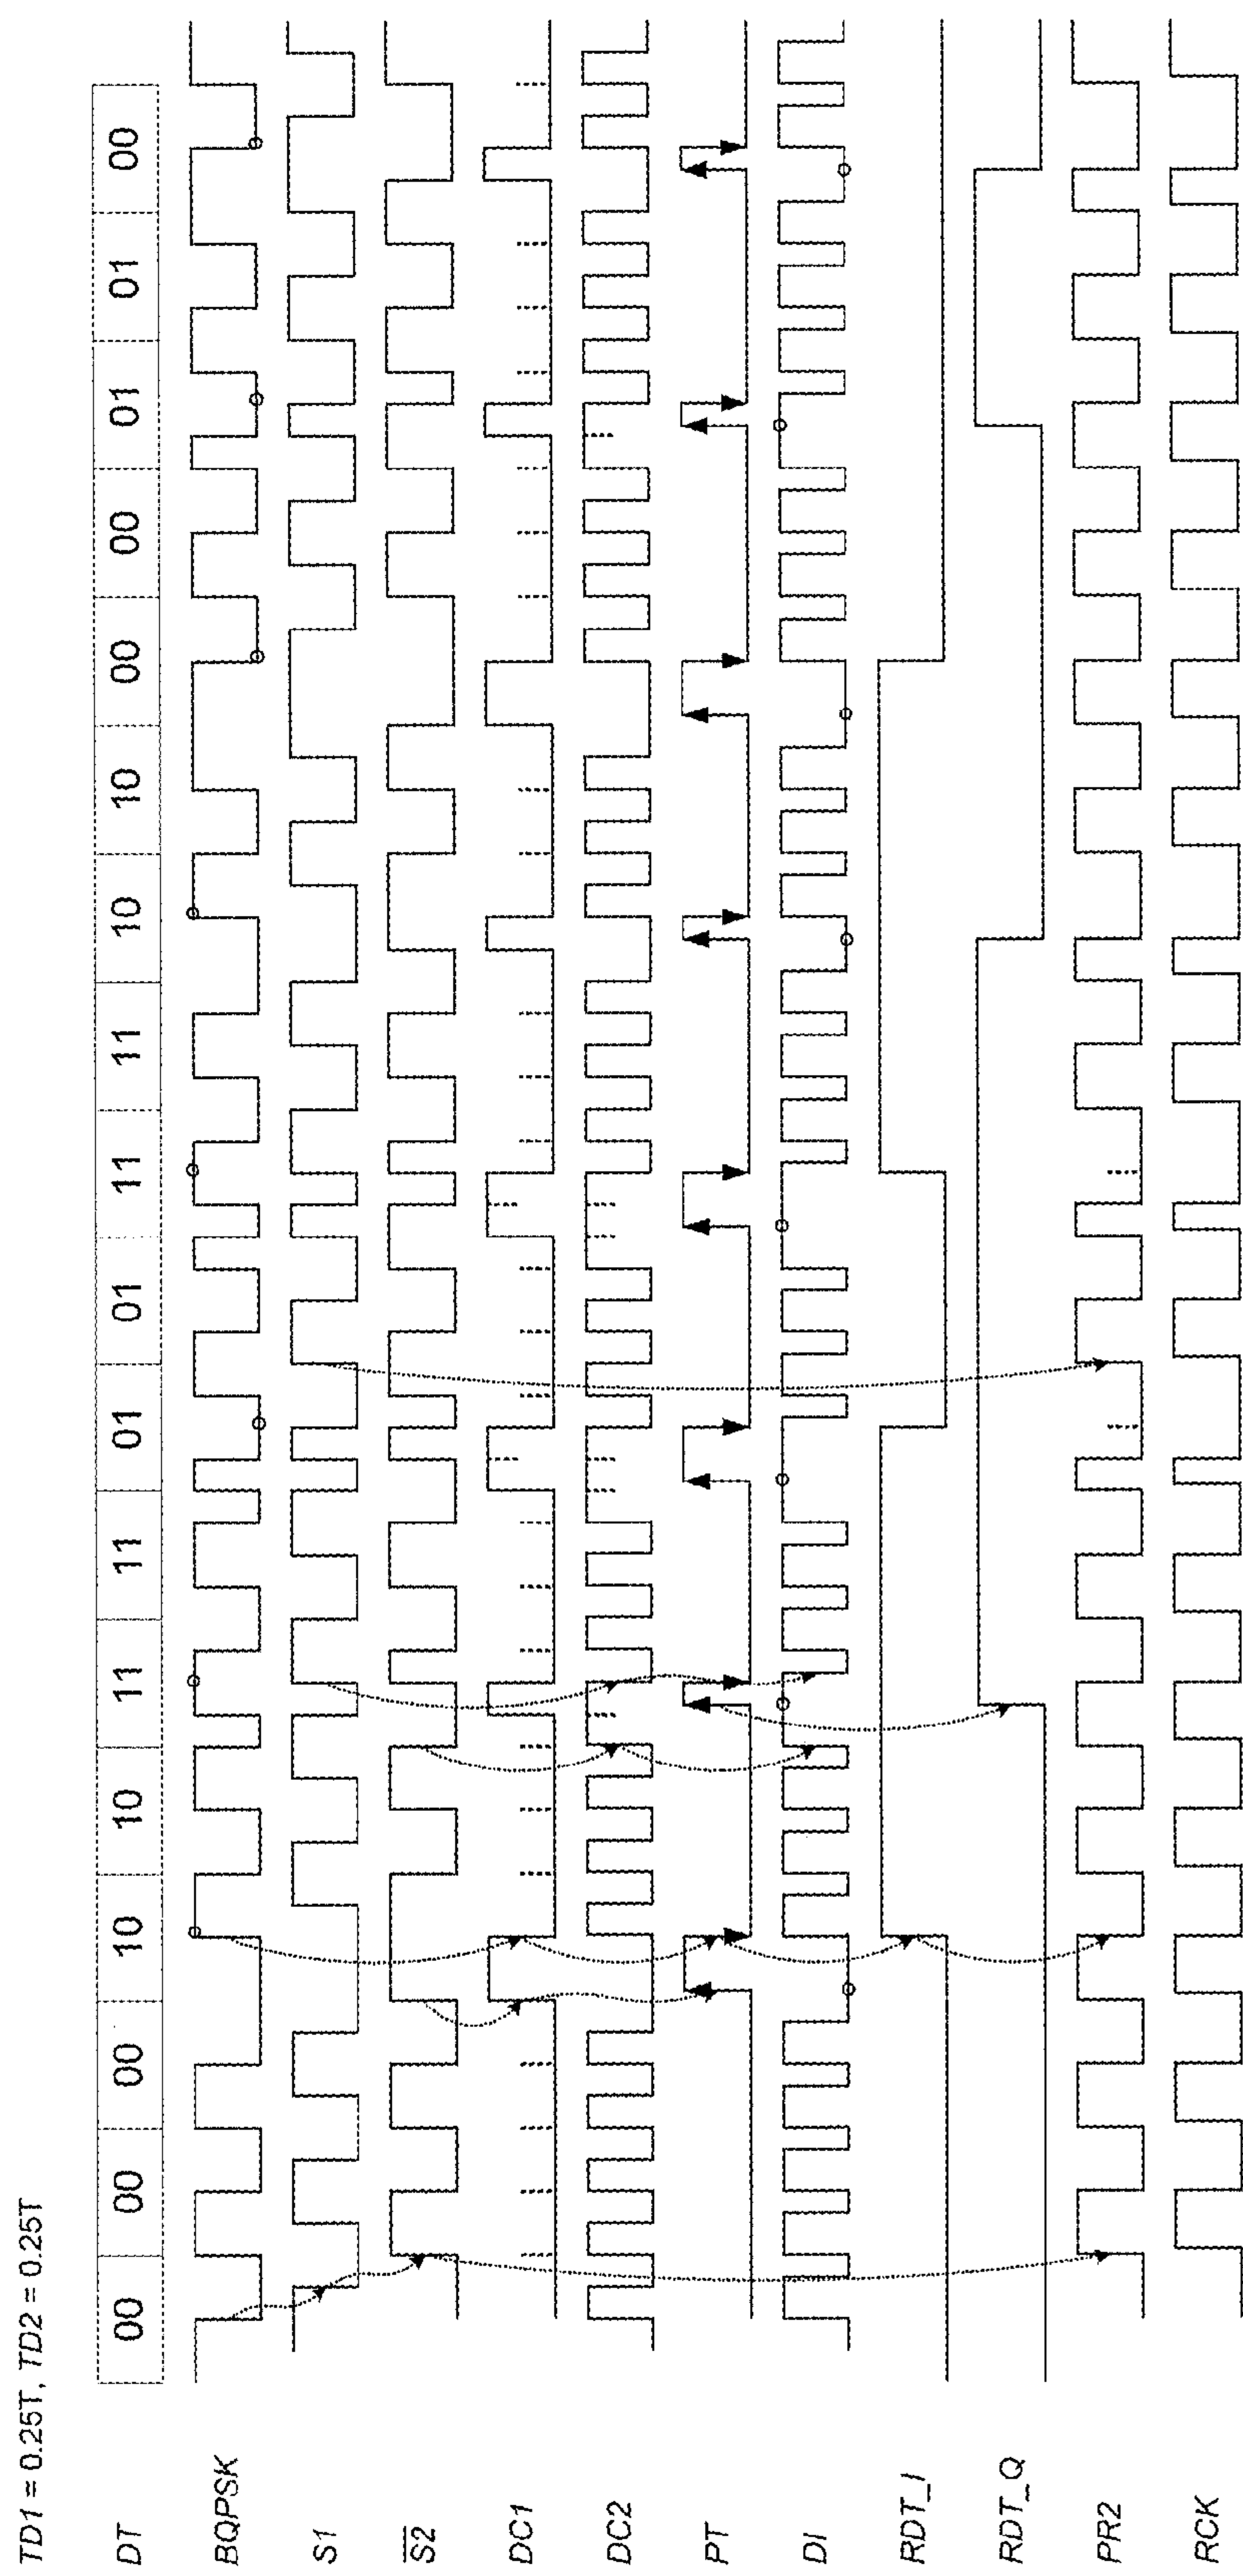 TD1 = 0.25T, TD2 = 0.25T
DT 00 00 00 10 10 11 11 01 01 11 11 10 10 00 00 01 01 00
BQPSK
S1
S̅2̅
DC1
DC2
PT
DI
RDT_I
RDT_Q
PR2
RCK